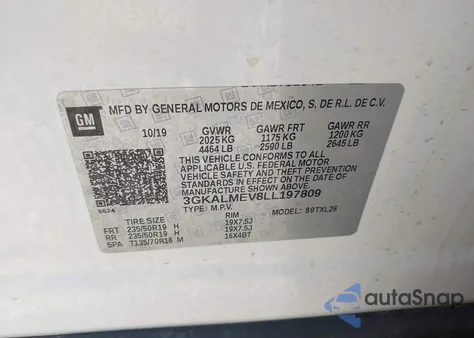 GM
MFD BY GENERAL MOTORS DE MEXICO, S. DE R.L. DE C.V.
10/19 GVWR GAWR FRT GAWR RR
2025 KG 1175 KG 1200 KG
4464 LB 2590 LB 2645 LB
THIS VEHICLE CONFORMS TO ALL
APPLICABLE U.S. FEDERAL MOTOR
VEHICLE SAFETY AND THEFT PREVENTION
STANDARDS IN EFFECT ON THE DATE OF
MANUFACTURE SHOWN ABOVE.
3GKALMEV8LL197809
8624
TYPE: M.P.V. MODEL: 89TXL26
TIRE SIZE RIM
FRT 235/50R19 H 19X7.5J
RR 235/50R19 H 19X7.5J
SPA T135/70R16 M 16X4BT
autoSnap